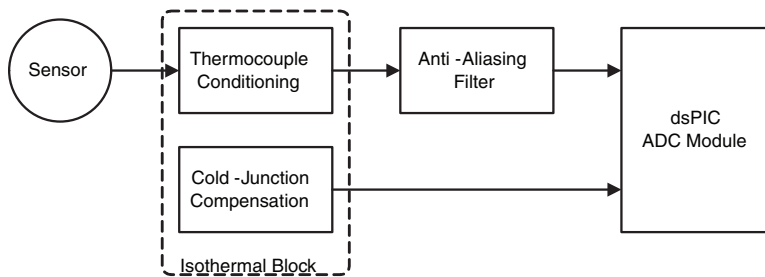 Sensor
Thermocouple
Conditioning
Anti -Aliasing
Filter
dsPIC
ADC Module
Cold -Junction
Compensation
Isothermal Block